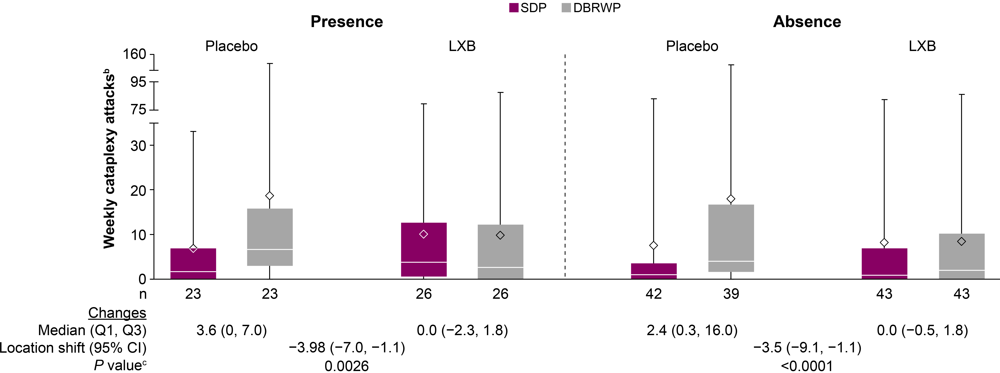 SDP DBRWP
Presence Absence
Placebo LXB Placebo LXB
Weekly cataplexy attacksᵇ
160
95
75
30
20
10
0
n 23 23 26 26 42 39 43 43
Changes
Median (Q1, Q3) 3.6 (0, 7.0) 0.0 (−2.3, 1.8) 2.4 (0.3, 16.0) 0.0 (−0.5, 1.8)
Location shift (95% CI) −3.98 (−7.0, −1.1) −3.5 (−9.1, −1.1)
P valueᶜ 0.0026 <0.0001